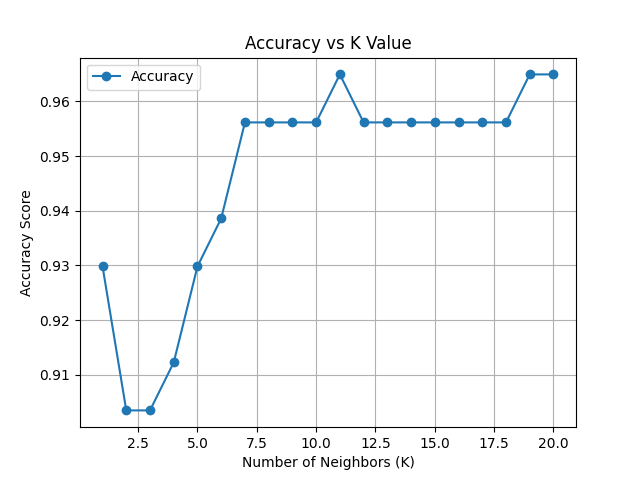 Accuracy vs K Value
Accuracy
0.96
0.95
0.94
0.93
0.92
0.91
Accuracy Score
2.5 5.0 7.5 10.0 12.5 15.0 17.5 20.0
Number of Neighbors (K)